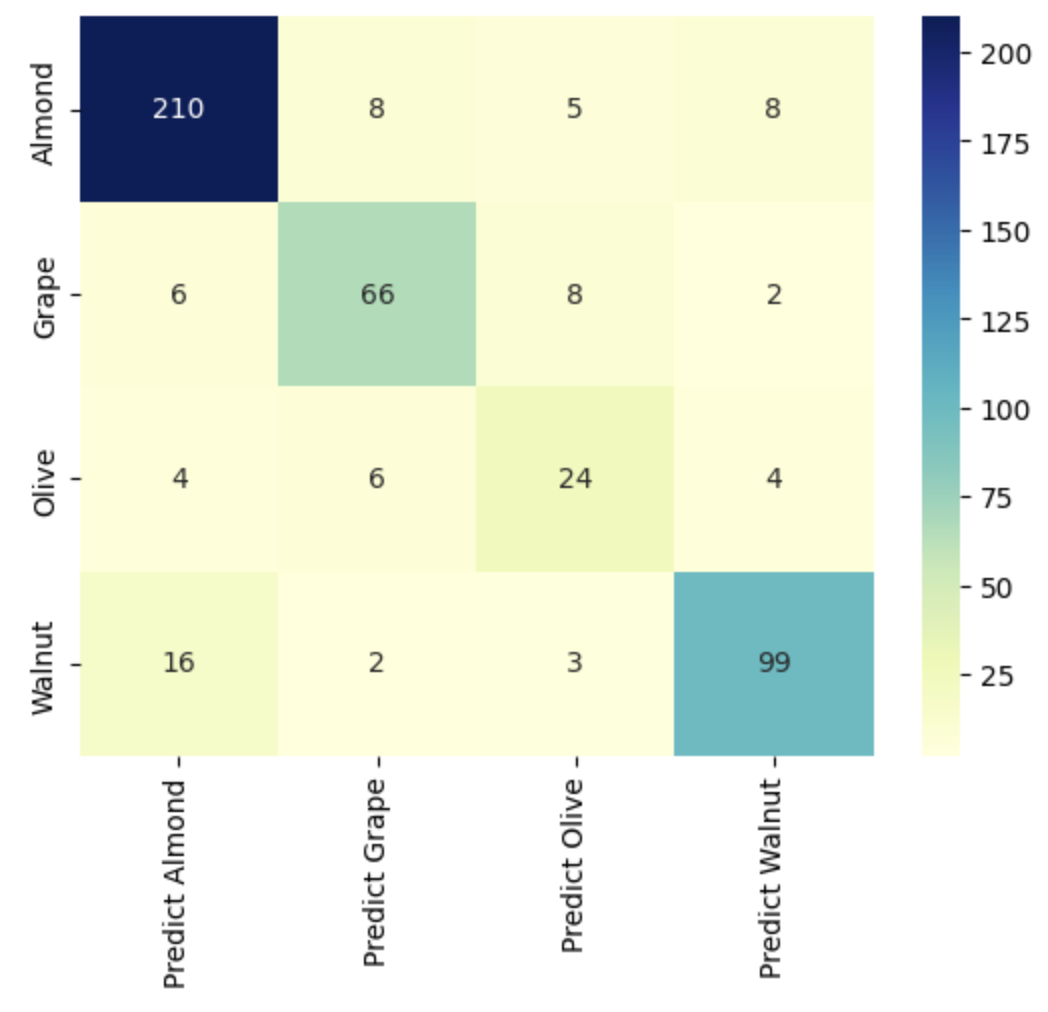 Almond 210 8 5 8
Grape 6 66 8 2
Olive 4 6 24 4
Walnut 16 2 3 99
Predict Almond
Predict Grape
Predict Olive
Predict Walnut
200
175
150
125
100
75
50
25